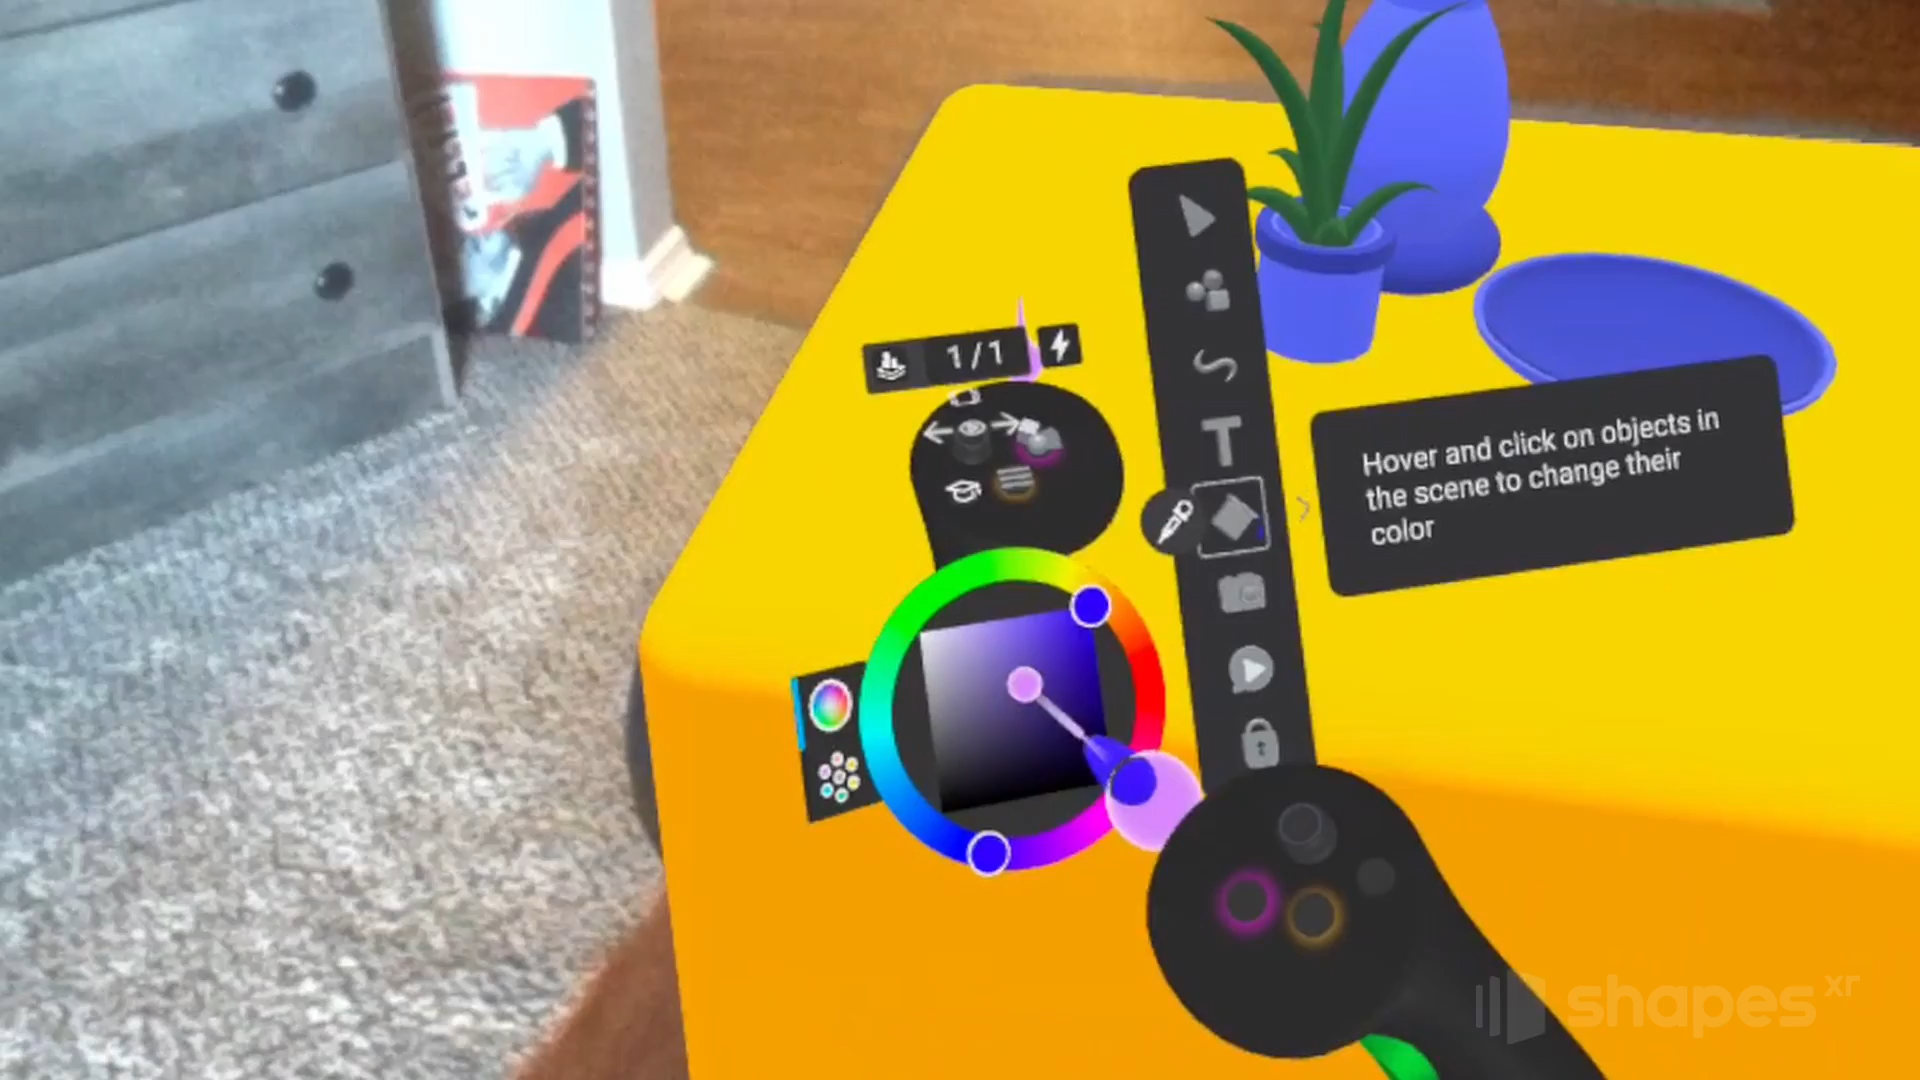 1/1
T
Hover and click on objects in
the scene to change their
color
shapes xr